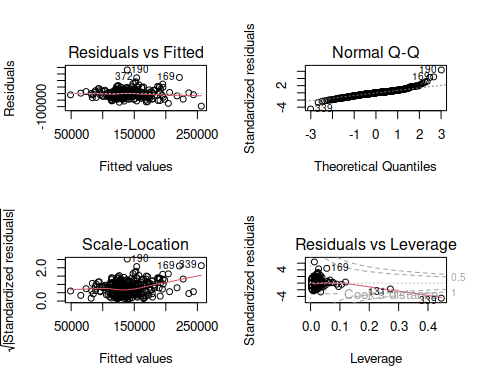 Residuals vs Fitted
Residuals
-100000
372
190
169
50000 150000 250000
Fitted values
Normal Q-Q
Standardized residuals
-4 2
190
169
339
-3 -1 0 1 2 3
Theoretical Quantiles
Scale-Location
√|Standardized residuals|
0.0 2.0
190
169
339
50000 150000 250000
Fitted values
Residuals vs Leverage
Standardized residuals
-4 4
169
131
339
Cook's distance
0.5
1
0.0 0.1 0.2 0.3 0.4
Leverage